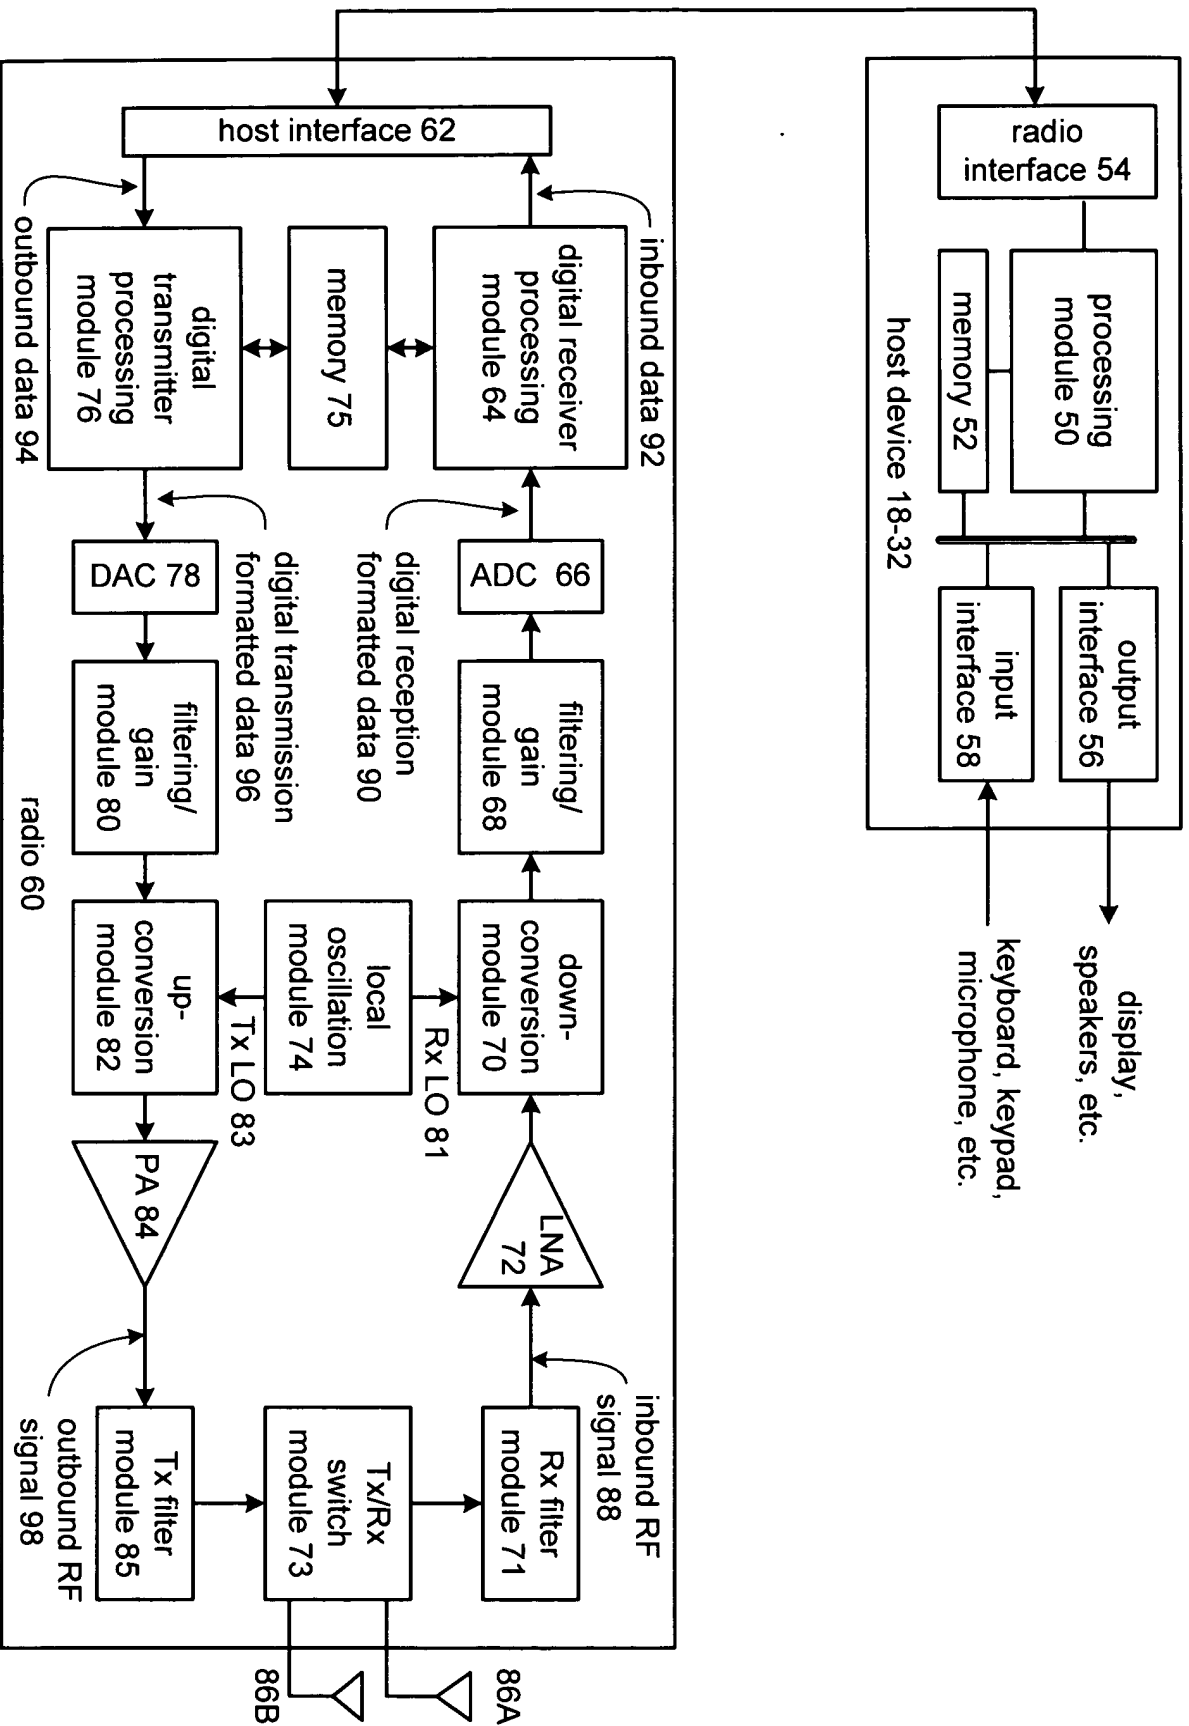 radio
interface 54
processing
module 50
memory 52
host device 18-32
output
interface 56
input
interface 58
display,
speakers, etc.
keyboard, keypad,
microphone, etc.
host interface 62
inbound data 92
digital receiver
processing
module 64
memory 75
digital
transmitter
processing
module 76
outbound data 94
ADC 66
digital reception
formatted data 90
digital transmission
formatted data 96
DAC 78
filtering/
gain
module 68
filtering/
gain
module 80
radio 60
down-
conversion
module 70
Rx LO 81
local
oscillation
module 74
Tx LO 83
up-
conversion
module 82
LNA
72
PA 84
inbound RF
signal 88
outbound RF
signal 98
Rx filter
module 71
Tx/Rx
switch
module 73
Tx filter
module 85
86A
86B